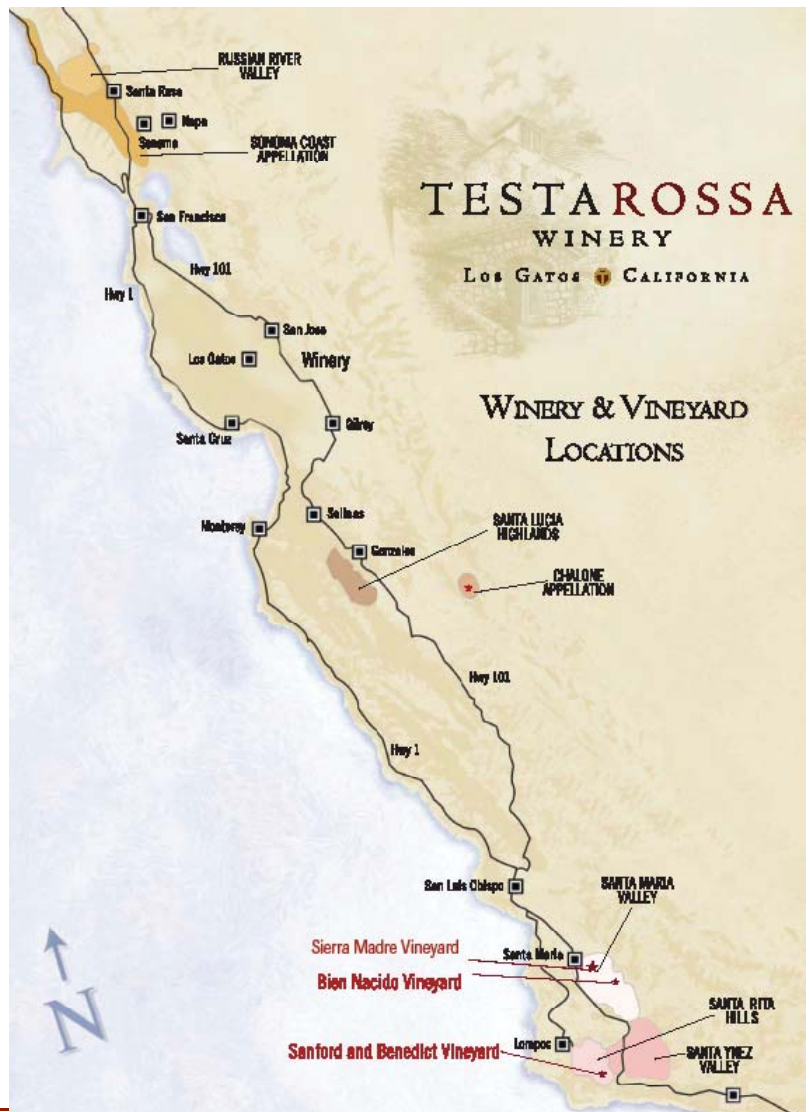 RUSSIAN RIVER
VALLEY
Santa Rosa
Napa
Sonoma
SONOMA COAST
APPELLATION
San Francisco
TESTAROSSA
WINERY
LOS GATOS CALIFORNIA
Hwy 101
Hwy 1
San Jose
Los Gatos
Winery
WINERY & VINEYARD
LOCATIONS
Santa Cruz
Gilroy
Salinas
Monterey
SANTA LUCIA
HIGHLANDS
Gonzales
CHALONE
APPELLATION
Hwy 101
Hwy 1
San Luis Obispo
SANTA MARIA
VALLEY
Sierra Madre Vineyard
Santa Maria
Bien Nacido Vineyard
SANTA RITA
HILLS
Lompoc
Sanford and Benedict Vineyard
SANTA YNEZ
VALLEY
N